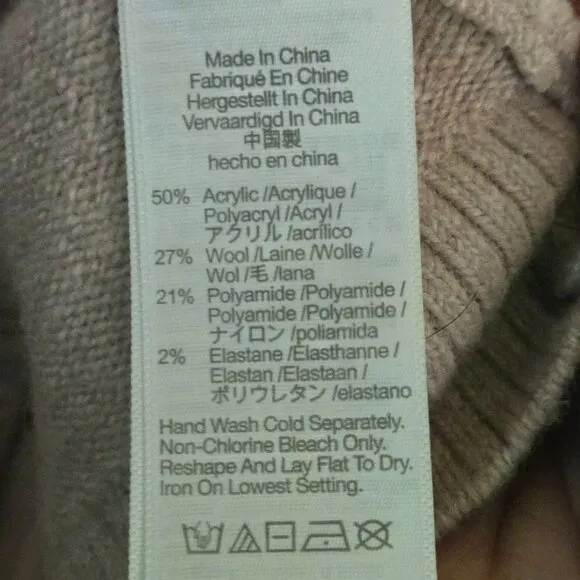 Made In China
Fabriqué En Chine
Hergestellt In China
Vervaardigd In China
中国製
hecho en china
50% Acrylic /Acrylique /
Polyacryl /Acryl /
アクリル /acrílico
27% Wool /Laine /Wolle /
Wol /毛 /lana
21% Polyamide /Polyamide /
Polyamide /Polyamide /
ナイロン /poliamida
2% Elastane /Elasthanne /
Elastan /Elastaan /
ポリウレタン /elastano
Hand Wash Cold Separately.
Non-Chlorine Bleach Only.
Reshape And Lay Flat To Dry.
Iron On Lowest Setting.